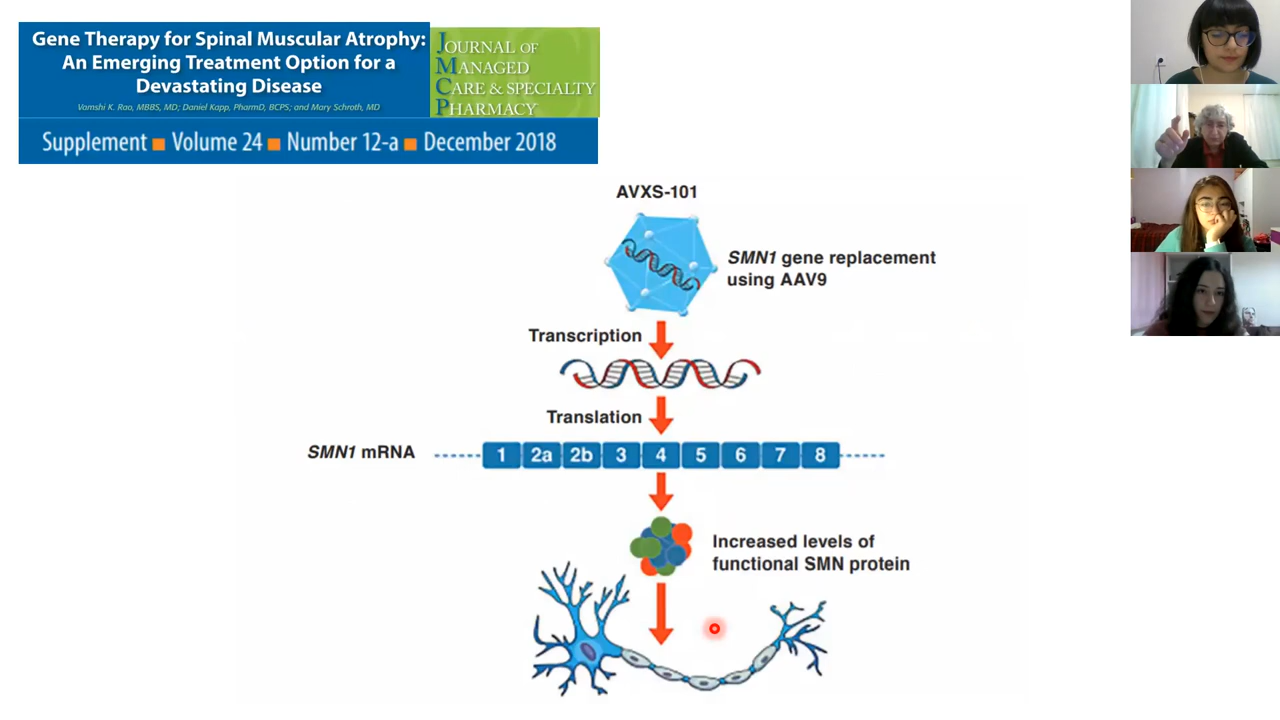 Gene Therapy for Spinal Muscular Atrophy:
An Emerging Treatment Option for a
Devastating Disease
Vamshi K. Rao, MBBS, MD; Daniel Kapp, PharmD, BCPS; and Mary Schroth, MD
JOURNAL OF
MANAGED
CARE & SPECIALTY
PHARMACY
Supplement ■ Volume 24 ■ Number 12-a ■ December 2018
AVXS-101
SMN1 gene replacement
using AAV9
Transcription
Translation
SMN1 mRNA
1 2a 2b 3 4 5 6 7 8
Increased levels of
functional SMN protein